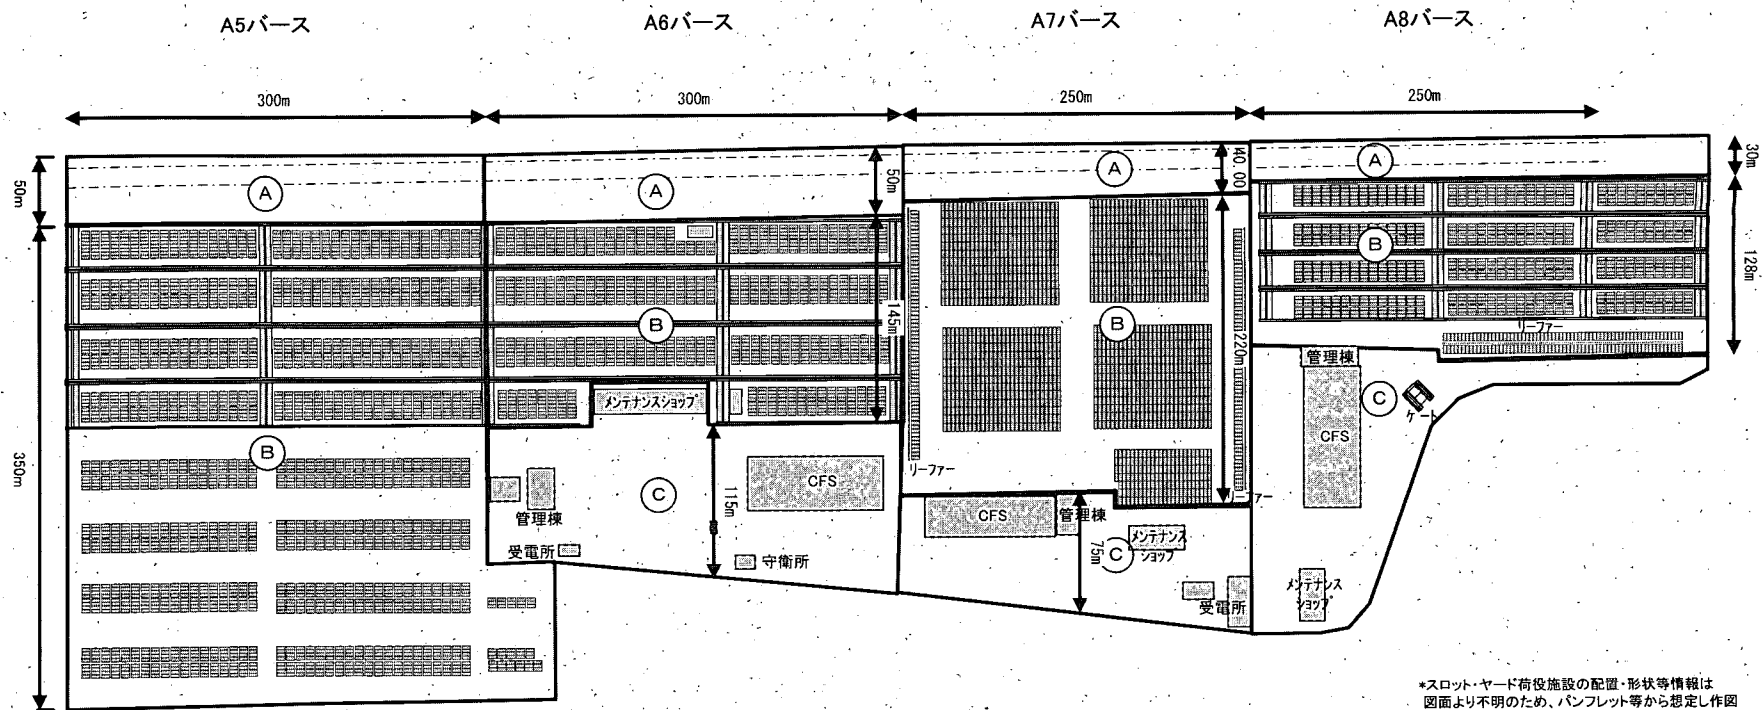 A5バース
A6バース
A7バース
A8バース
300m
300m
250m
250m
50m
A
A
50m
A
40.00
A
30m
350m
B
B
145m
メンテナンスショップ
B
220m
B
128m
リーファー
リーファー
リーファー
管理棟
CFS
C
ゲート
管理棟
受電所
C
115m
CFS
守衛所
CFS
管理棟
C
75m
メンテナンス
ショップ
受電所
メンテナンス
ショップ
*スロット・ヤード荷役施設の配置・形状等情報は
図面より不明のため、パンフレット等から想定し作図